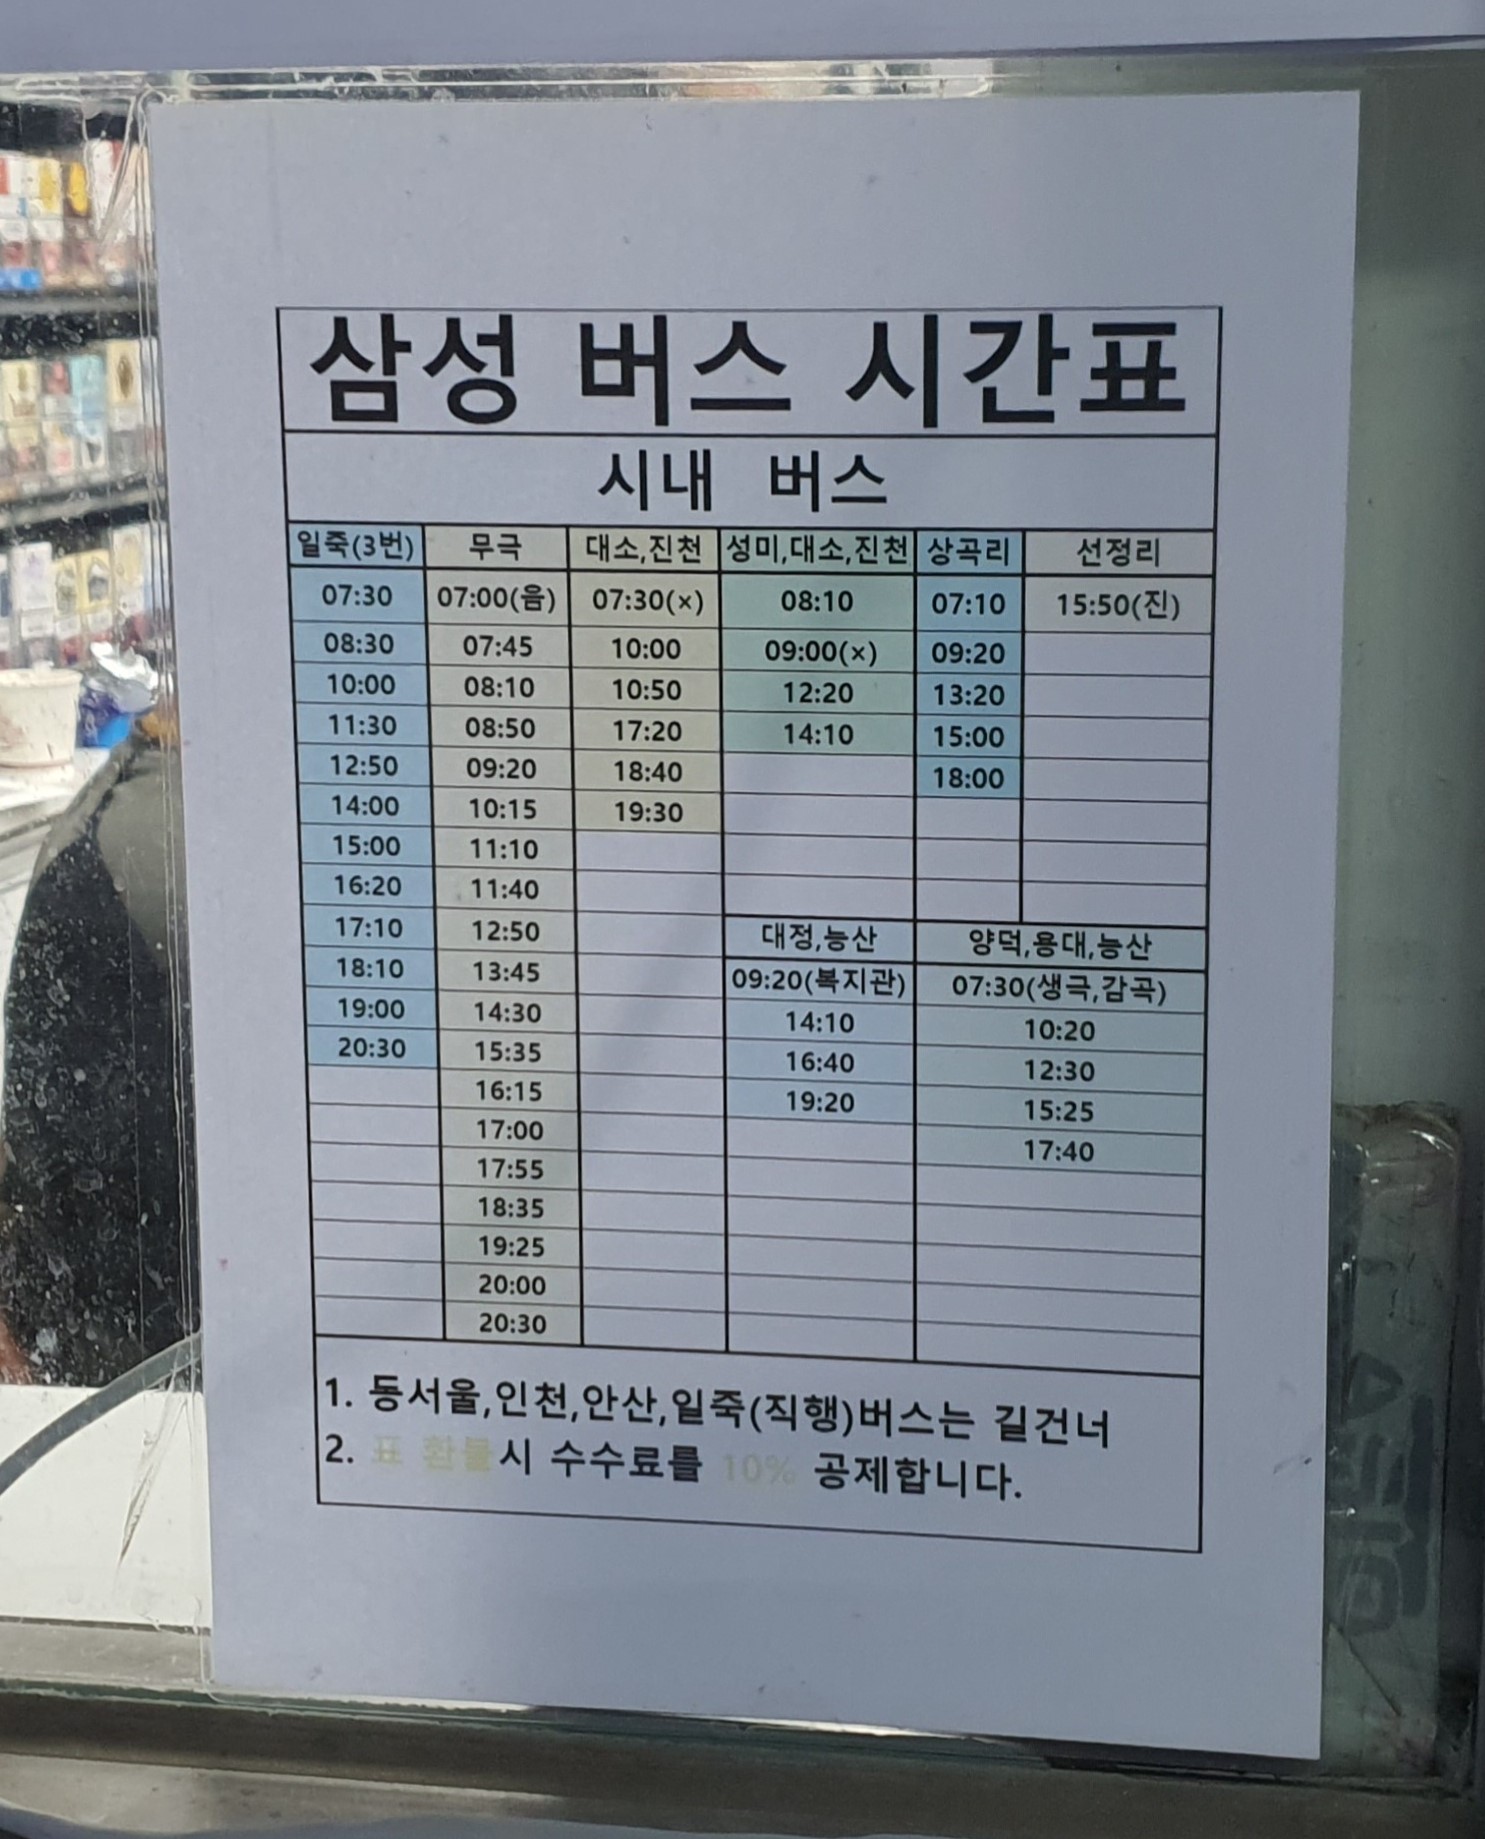 삼성 버스 시간표
시내 버스
일죽(3번) 무극 대소,진천 성미,대소,진천 상곡리 선정리
07:30 07:00(음) 07:30(×) 08:10 07:10 15:50(진)
08:30 07:45 10:00 09:00(×) 09:20
10:00 08:10 10:50 12:20 13:20
11:30 08:50 17:20 14:10 15:00
12:50 09:20 18:40 18:00
14:00 10:15 19:30
15:00 11:10
16:20 11:40
17:10 12:50 대정,능산 양덕,용대,능산
18:10 13:45 09:20(복지관) 07:30(생극,감곡)
19:00 14:30 14:10 10:20
20:30 15:35 16:40 12:30
16:15 19:20 15:25
17:00 17:40
17:55
18:35
19:25
20:00
20:30
1. 동서울,인천,안산,일죽(직행)버스는 길건너
2. 표 환불시 수수료를 10% 공제합니다.